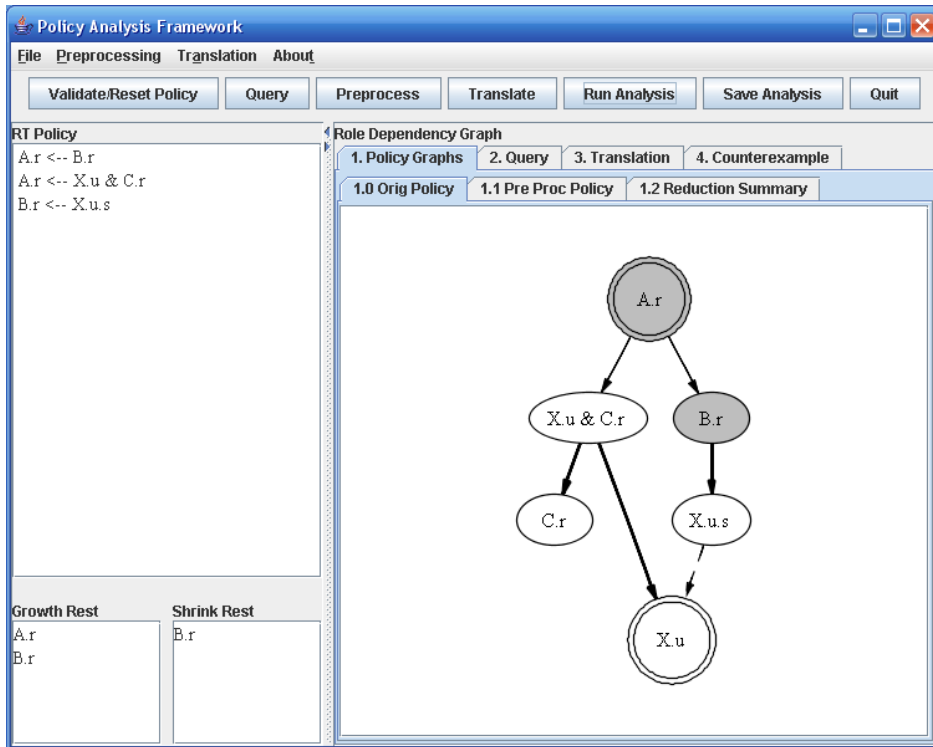 Policy Analysis Framework
File Preprocessing Translation About
Validate/Reset Policy Query Preprocess Translate Run Analysis Save Analysis Quit
RT Policy
A.r <-- B.r
A.r <-- X.u & C.r
B.r <-- X.u.s
Growth Rest
A.r
B.r
Shrink Rest
B.r
Role Dependency Graph
1. Policy Graphs 2. Query 3. Translation 4. Counterexample
1.0 Orig Policy 1.1 Pre Proc Policy 1.2 Reduction Summary
A.r
X.u & C.r B.r
C.r X.u.s
X.u